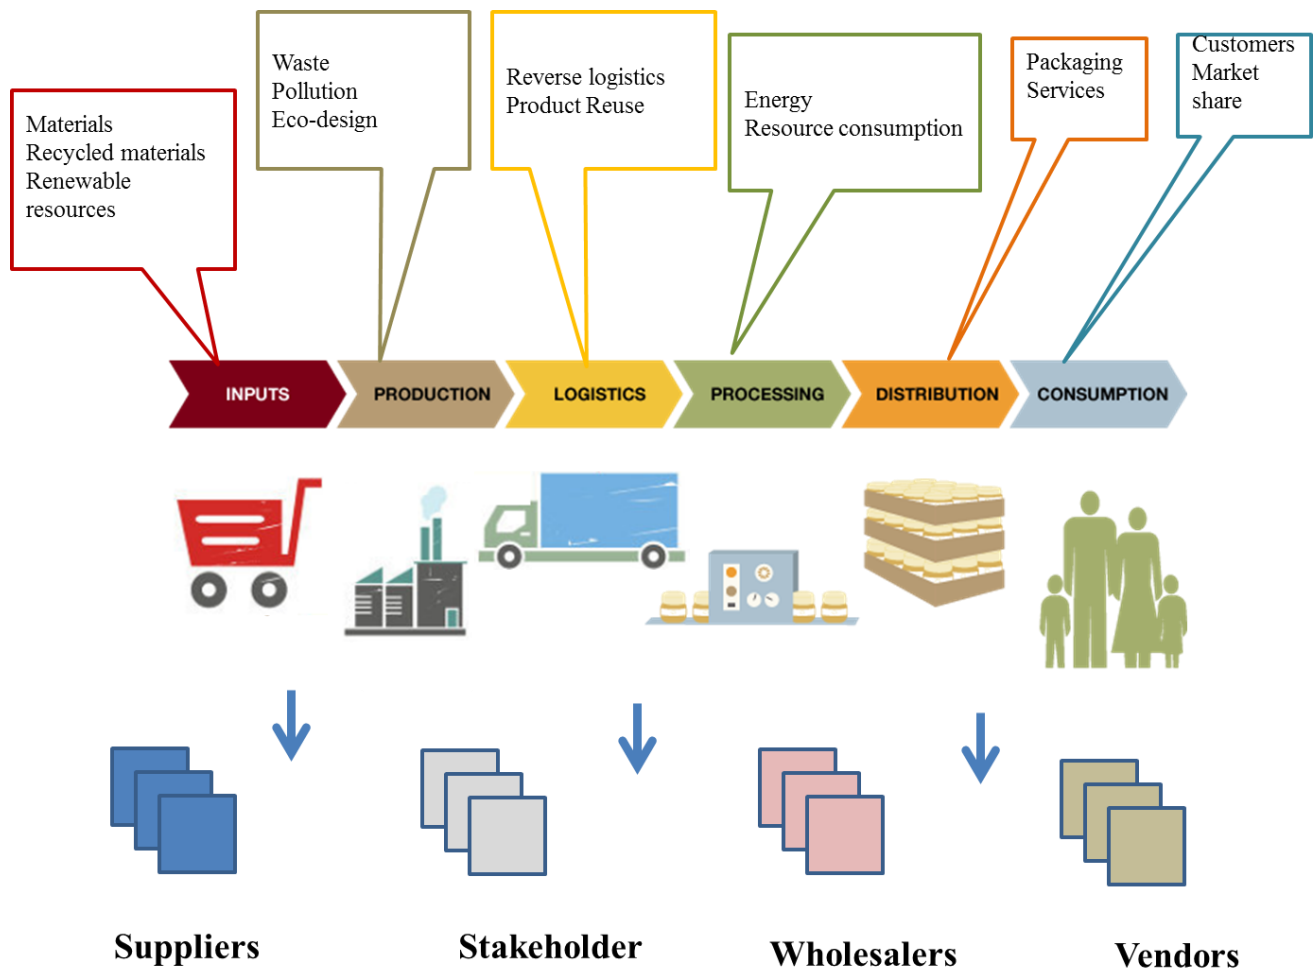 Materials
Recycled materials
Renewable
resources
Waste
Pollution
Eco-design
Reverse logistics
Product Reuse
Energy
Resource consumption
Packaging
Services
Customers
Market
share
INPUTS
PRODUCTION
LOGISTICS
PROCESSING
DISTRIBUTION
CONSUMPTION
Suppliers
Stakeholder
Wholesalers
Vendors